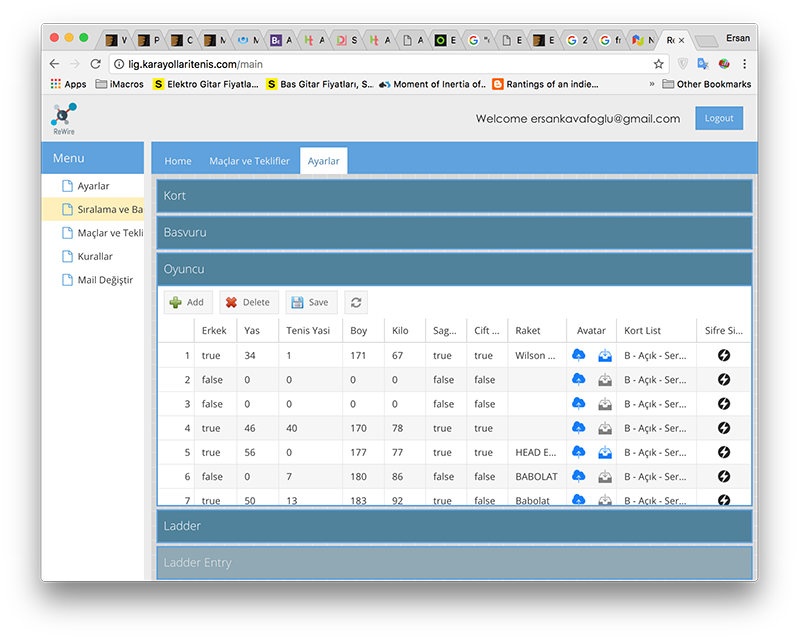 Ersan
lig.karayollaritenis.com/main
Apps iMacros Elektro Gitar Fiyatla... Bas Gitar Fiyatları, S... Moment of Inertia of... Rantings of an indie... » Other Bookmarks
ReWire
Welcome ersankavafoglu@gmail.com Logout
Menu
Home Maçlar ve Teklifler Ayarlar
Ayarlar
Sıralama ve Ba
Maçlar ve Tekli
Kurallar
Mail Değiştir
Kort
Basvuru
Oyuncu
Add Delete Save
Erkek Yas Tenis Yasi Boy Kilo Sag... Cift ... Raket Avatar Kort List Sifre Si...
1 true 34 1 171 67 true true Wilson ... B - Açık - Ser...
2 false 0 0 0 0 false false B - Açık - Ser...
3 false 0 0 0 0 false false B - Açık - Ser...
4 true 46 40 170 78 true true B - Açık - Ser...
5 true 56 0 177 77 true true HEAD E... B - Açık - Ser...
6 false 0 7 180 86 false false BABOLAT B - Açık - Ser...
7 true 50 13 183 92 true false Babolat B - Açık - Ser...
Ladder
Ladder Entry